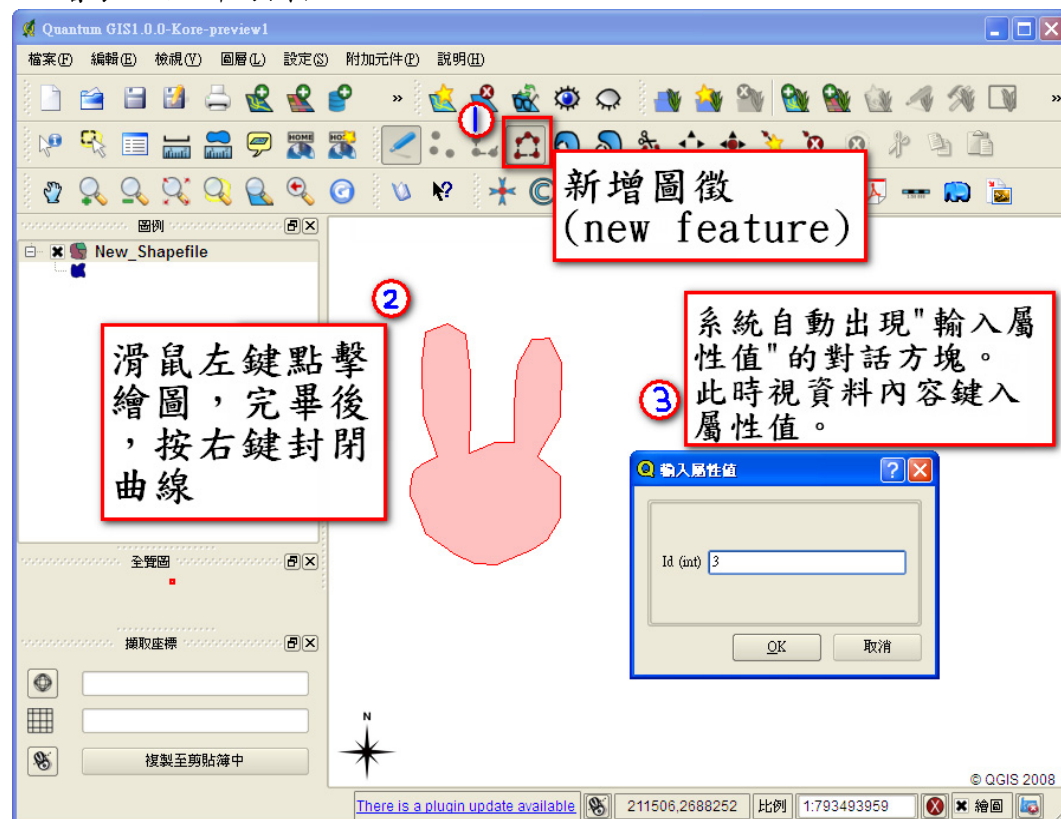 Quantum GIS1.0.0-Kore-preview1
檔案(F) 編輯(E) 檢視(V) 圖層(L) 設定(S) 附加元件(P) 說明(H)
» »
HOME
1
新增圖徵
(new feature)
圖例
New_Shapefile
2
滑鼠左鍵點擊
繪圖,完畢後
,按右鍵封閉
曲線
3
系統自動出現"輸入屬
性值"的對話方塊。
此時視資料內容鍵入
屬性值。
輸入屬性值
Id (int) 3
OK 取消
全覽圖
擷取座標
複製至剪貼簿中
N
© QGIS 2008
There is a plugin update available 211506,2688252 比例 1:793493959 繪圖